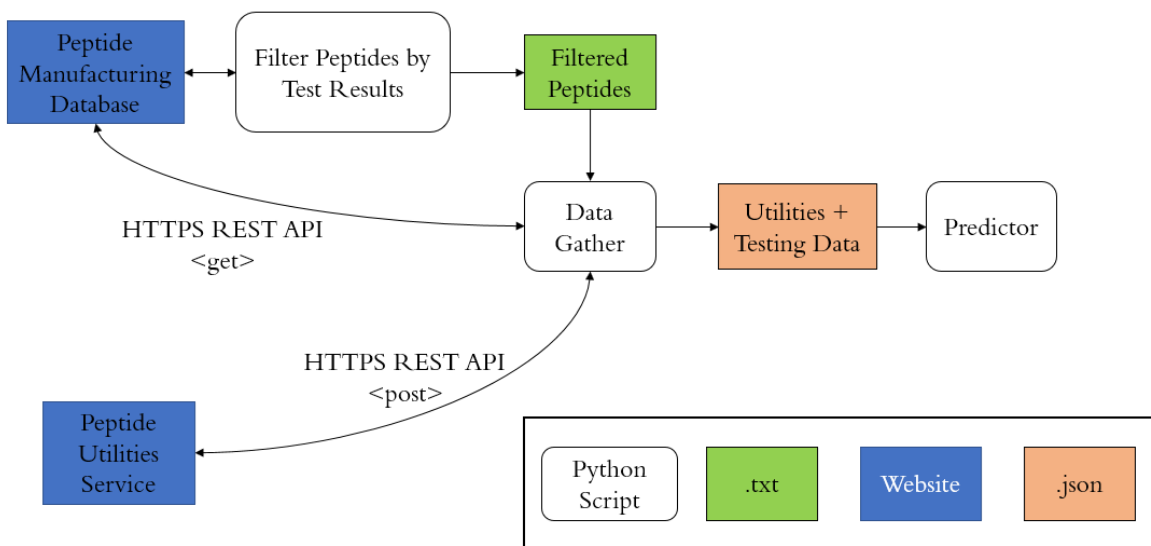 Peptide
Manufacturing
Database
Filter Peptides by
Test Results
Filtered
Peptides
HTTPS REST API
<get>
Data
Gather
Utilities +
Testing Data
Predictor
HTTPS REST API
<post>
Peptide
Utilities
Service
Python
Script
.txt
Website
.json